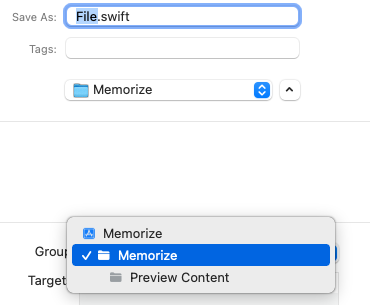 Save As: File.swift
Tags:
Memorize
Memorize
Group
Memorize
Preview Content
Target